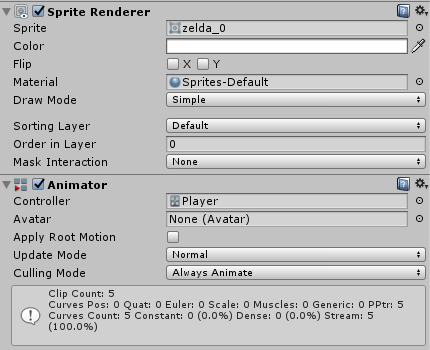 Sprite Renderer
Sprite zelda_0
Color
Flip X Y
Material Sprites-Default
Draw Mode Simple
Sorting Layer Default
Order in Layer 0
Mask Interaction None
Animator
Controller Player
Avatar None (Avatar)
Apply Root Motion
Update Mode Normal
Culling Mode Always Animate
Clip Count: 5
Curves Pos: 0 Quat: 0 Euler: 0 Scale: 0 Muscles: 0 Generic: 0 PPtr: 5
Curves Count: 5 Constant: 0 (0.0%) Dense: 0 (0.0%) Stream: 5
(100.0%)